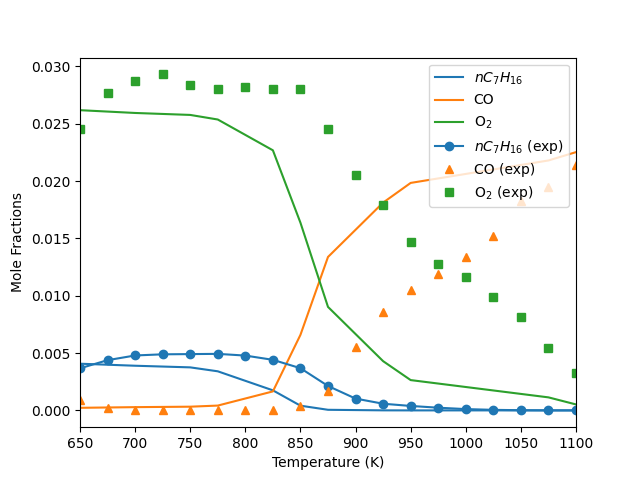 0.030
0.025
0.020
0.015
0.010
0.005
0.000
Mole Fractions
650 700 750 800 850 900 950 1000 1050 1100
Temperature (K)
nC₇H₁₆
CO
O₂
nC₇H₁₆ (exp)
CO (exp)
O₂ (exp)